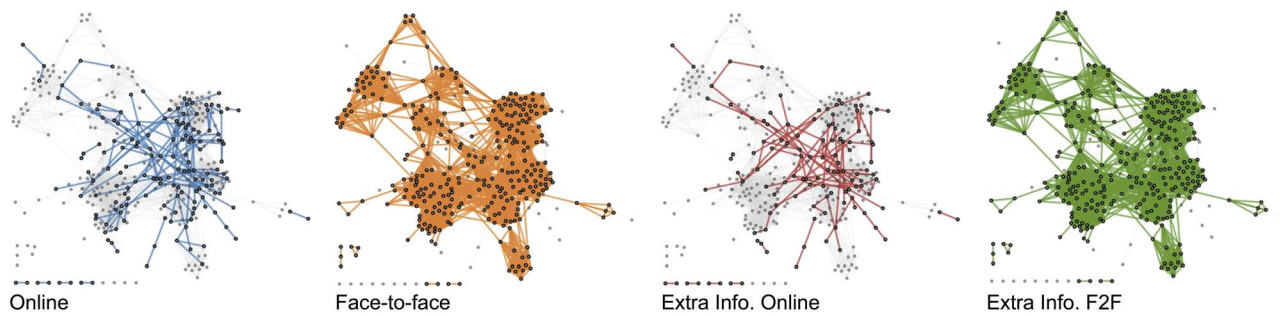 Online
Face-to-face
Extra Info. Online
Extra Info. F2F